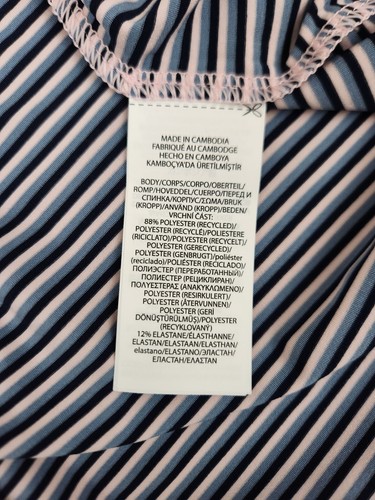 MADE IN CAMBODIA
FABRIQUÉ AU CAMBODGE
HECHO EN CAMBOYA
KAMBOÇYA'DA ÜRETİLMİŞTİR
BODY/CORPS/CORPO/OBERTEIL/
ROMP/HOVEDDEL/CUERPO/ПЕРЕД И
СПИНКА/КОРПУС/ΣΩΜΑ/BRUK
(KROPP)/ANVÄND (KROPP)/BEDEN/
VRCHNÍ ČÁST:
88% POLYESTER (RECYCLED)/
POLYESTER (RECYCLÉ)/POLIESTERE
(RICICLATO)/POLYESTER (RECYCELT)/
POLYESTER (GERECYCLED)/
POLYESTER (GENBRUGT)/poliéster
(reciclado)/POLIÉSTER (RECICLADO)/
ПОЛИЭСТЕР (ПЕРЕРАБОТАННЫЙ)/
ПОЛИЕСТЕР (РЕЦИКЛИРАН)/
ΠΟΛΥΕΣΤΕΡΑΣ (ΑΝΑΚΥΚΛΩΜΕΝΟ)/
POLYESTER (RESIRKULERT)/
POLYESTER (ÅTERVUNNEN)/
POLYESTER (GERİ
DÖNÜŞTÜRÜLMÜŞ)/POLYESTER
(RECYKLOVANÝ)
12% ELASTANE/ÉLASTHANNE/
ELASTAN/ELASTAAN/ELASTHAN/
elastano/ELASTANO/ЭЛАСТАН/
ЕЛАСТАН/ΕΛΑΣΤΑΝ